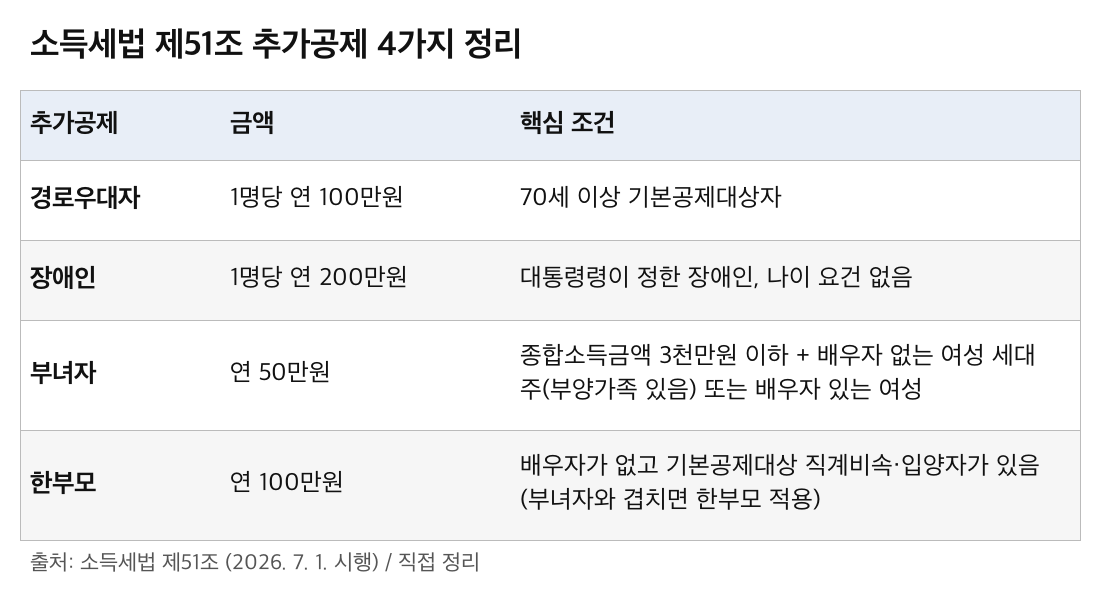 소득세법 제51조 추가공제 4가지 정리
추가공제 금액 핵심 조건
경로우대자 1명당 연 100만원 70세 이상 기본공제대상자
장애인 1명당 연 200만원 대통령령이 정한 장애인, 나이 요건 없음
부녀자 연 50만원 종합소득금액 3천만원 이하 + 배우자 없는 여성 세대
주(부양가족 있음) 또는 배우자 있는 여성
한부모 연 100만원 배우자가 없고 기본공제대상 직계비속·입양자가 있음
(부녀자와 겹치면 한부모 적용)
출처: 소득세법 제51조 (2026. 7. 1. 시행) / 직접 정리